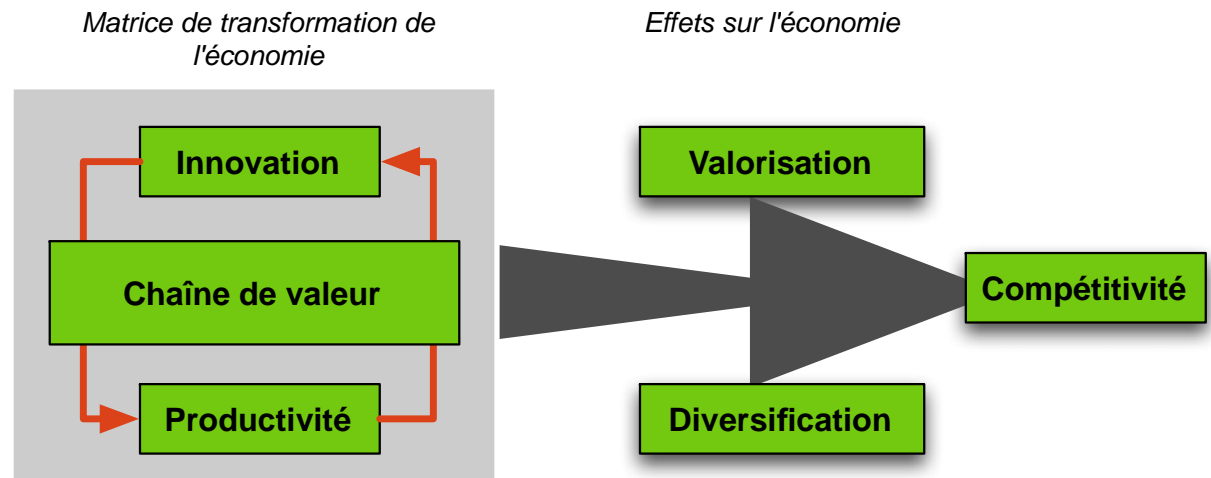 Matrice de transformation de
l'économie
Effets sur l'économie
Innovation
Chaîne de valeur
Productivité
Valorisation
Compétitivité
Diversification